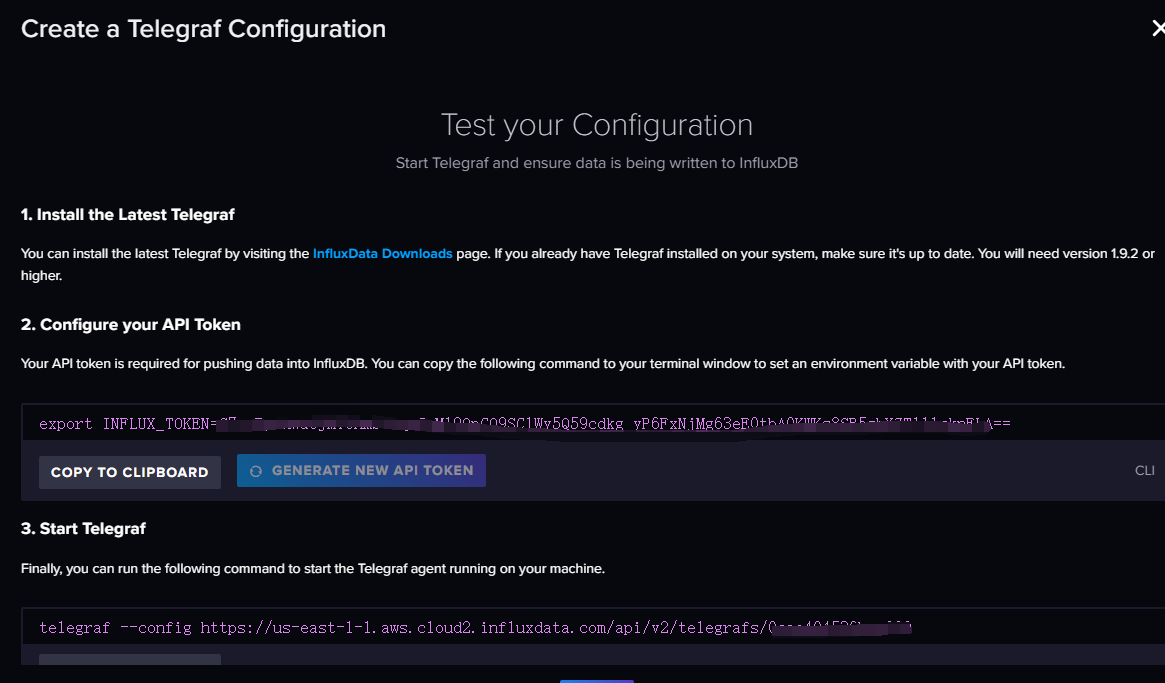 Create a Telegraf Configuration
Test your Configuration
Start Telegraf and ensure data is being written to InfluxDB
1. Install the Latest Telegraf
You can install the latest Telegraf by visiting the InfluxData Downloads page. If you already have Telegraf installed on your system, make sure it's up to date. You will need version 1.9.2 or
higher.
2. Configure your API Token
Your API token is required for pushing data into InfluxDB. You can copy the following command to your terminal window to set an environment variable with your API token.
export INFLUX_TOKEN=
COPY TO CLIPBOARD
GENERATE NEW API TOKEN
CLI
3. Start Telegraf
Finally, you can run the following command to start the Telegraf agent running on your machine.
telegraf --config https://us-east-1-1.aws.cloud2.influxdata.com/api/v2/telegrafs/